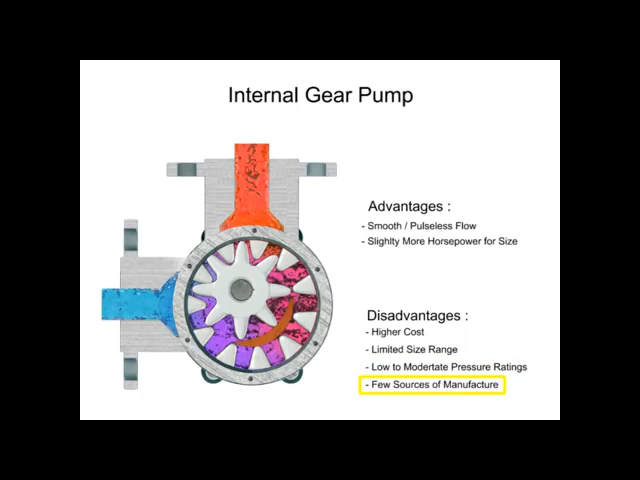 Internal Gear Pump
Advantages :
- Smooth / Pulseless Flow
- Slighlty More Horsepower for Size
Disadvantages :
- Higher Cost
- Limited Size Range
- Low to Modertate Pressure Ratings
- Few Sources of Manufacture